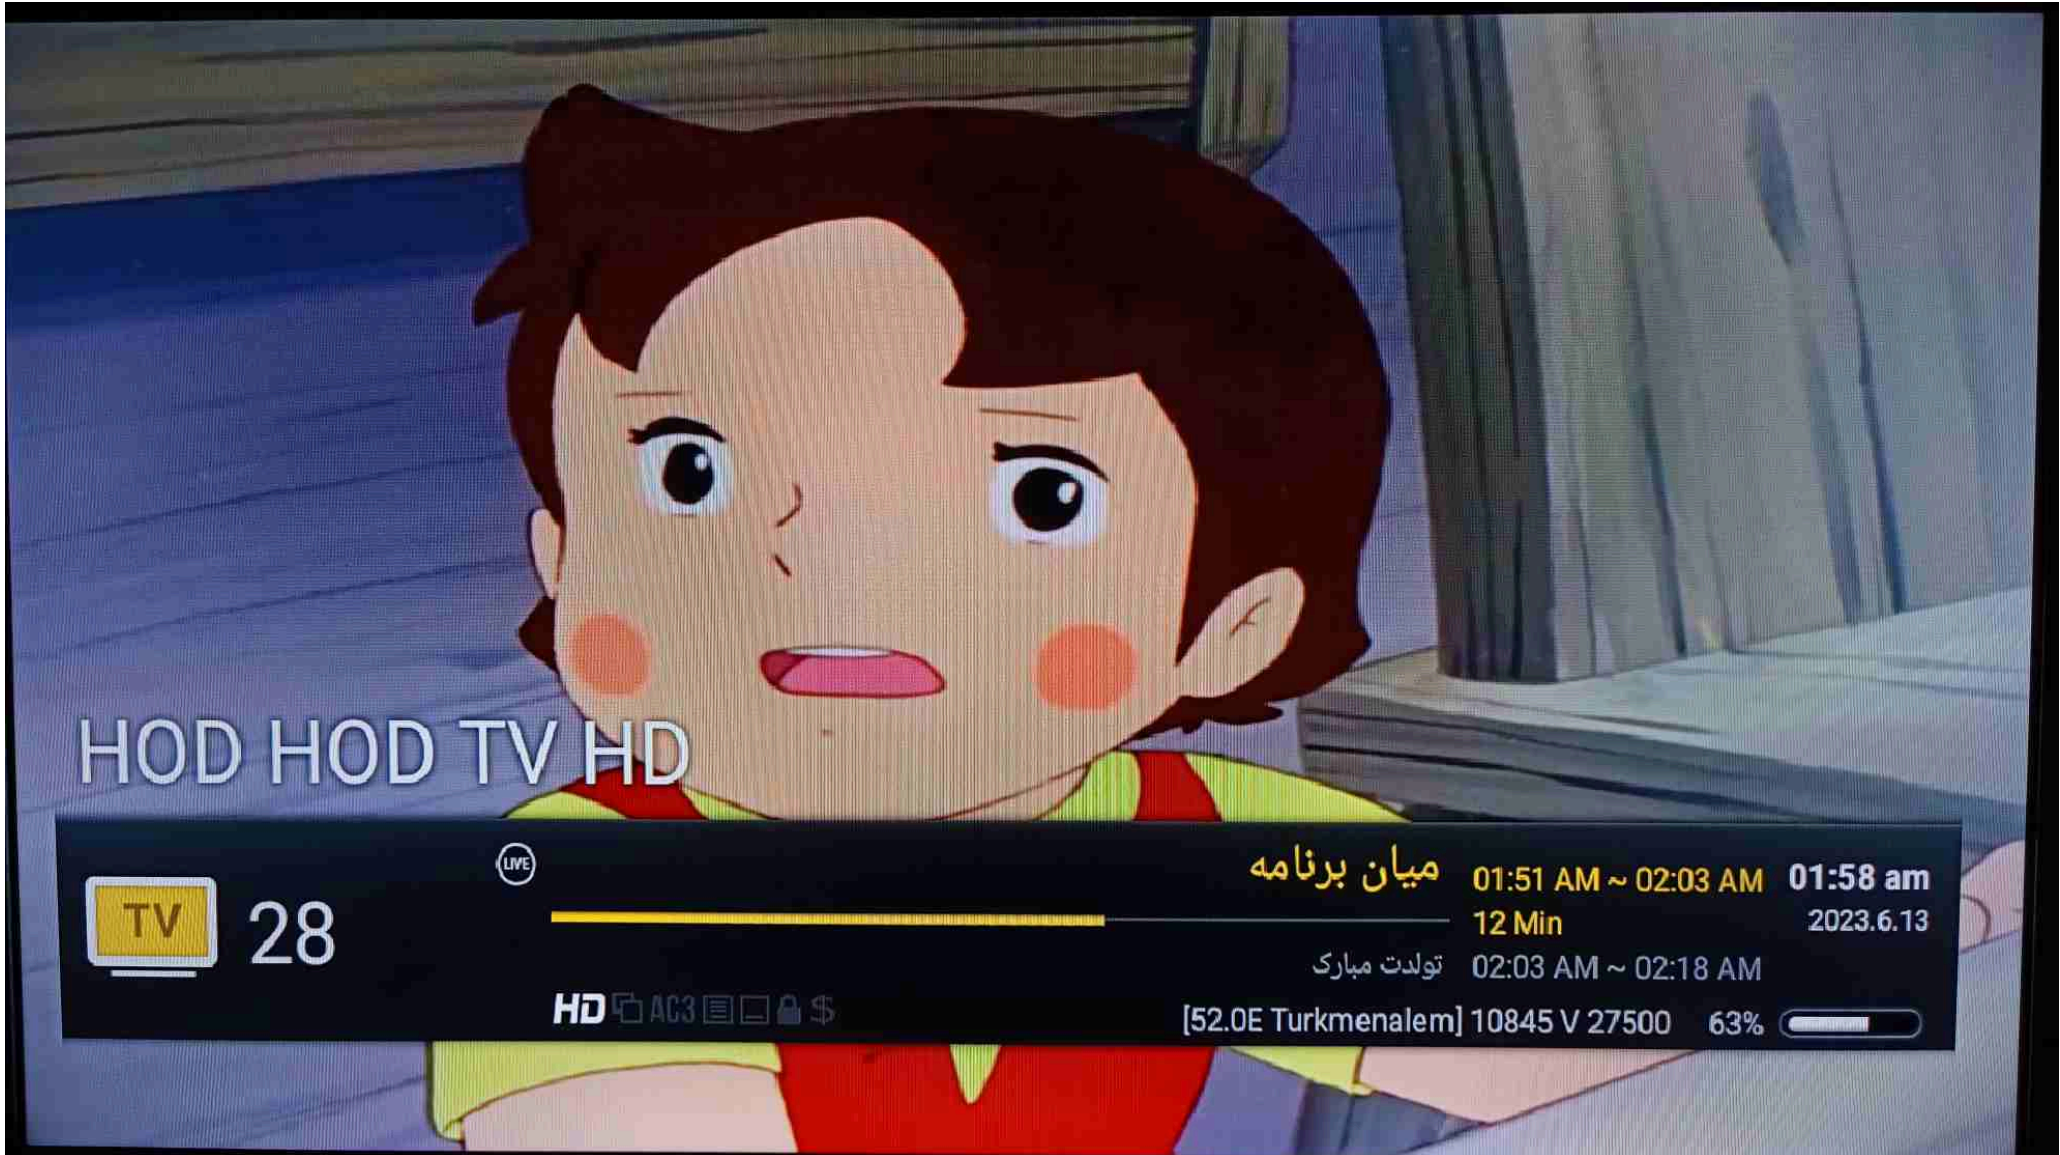 HOD HOD TV HD
TV
28
LIVE
میان برنامه
01:51 AM ~ 02:03 AM
01:58 am
12 Min
2023.6.13
تولدت مبارک
02:03 AM ~ 02:18 AM
HD AC3 $
[52.0E Turkmenalem] 10845 V 27500 63%